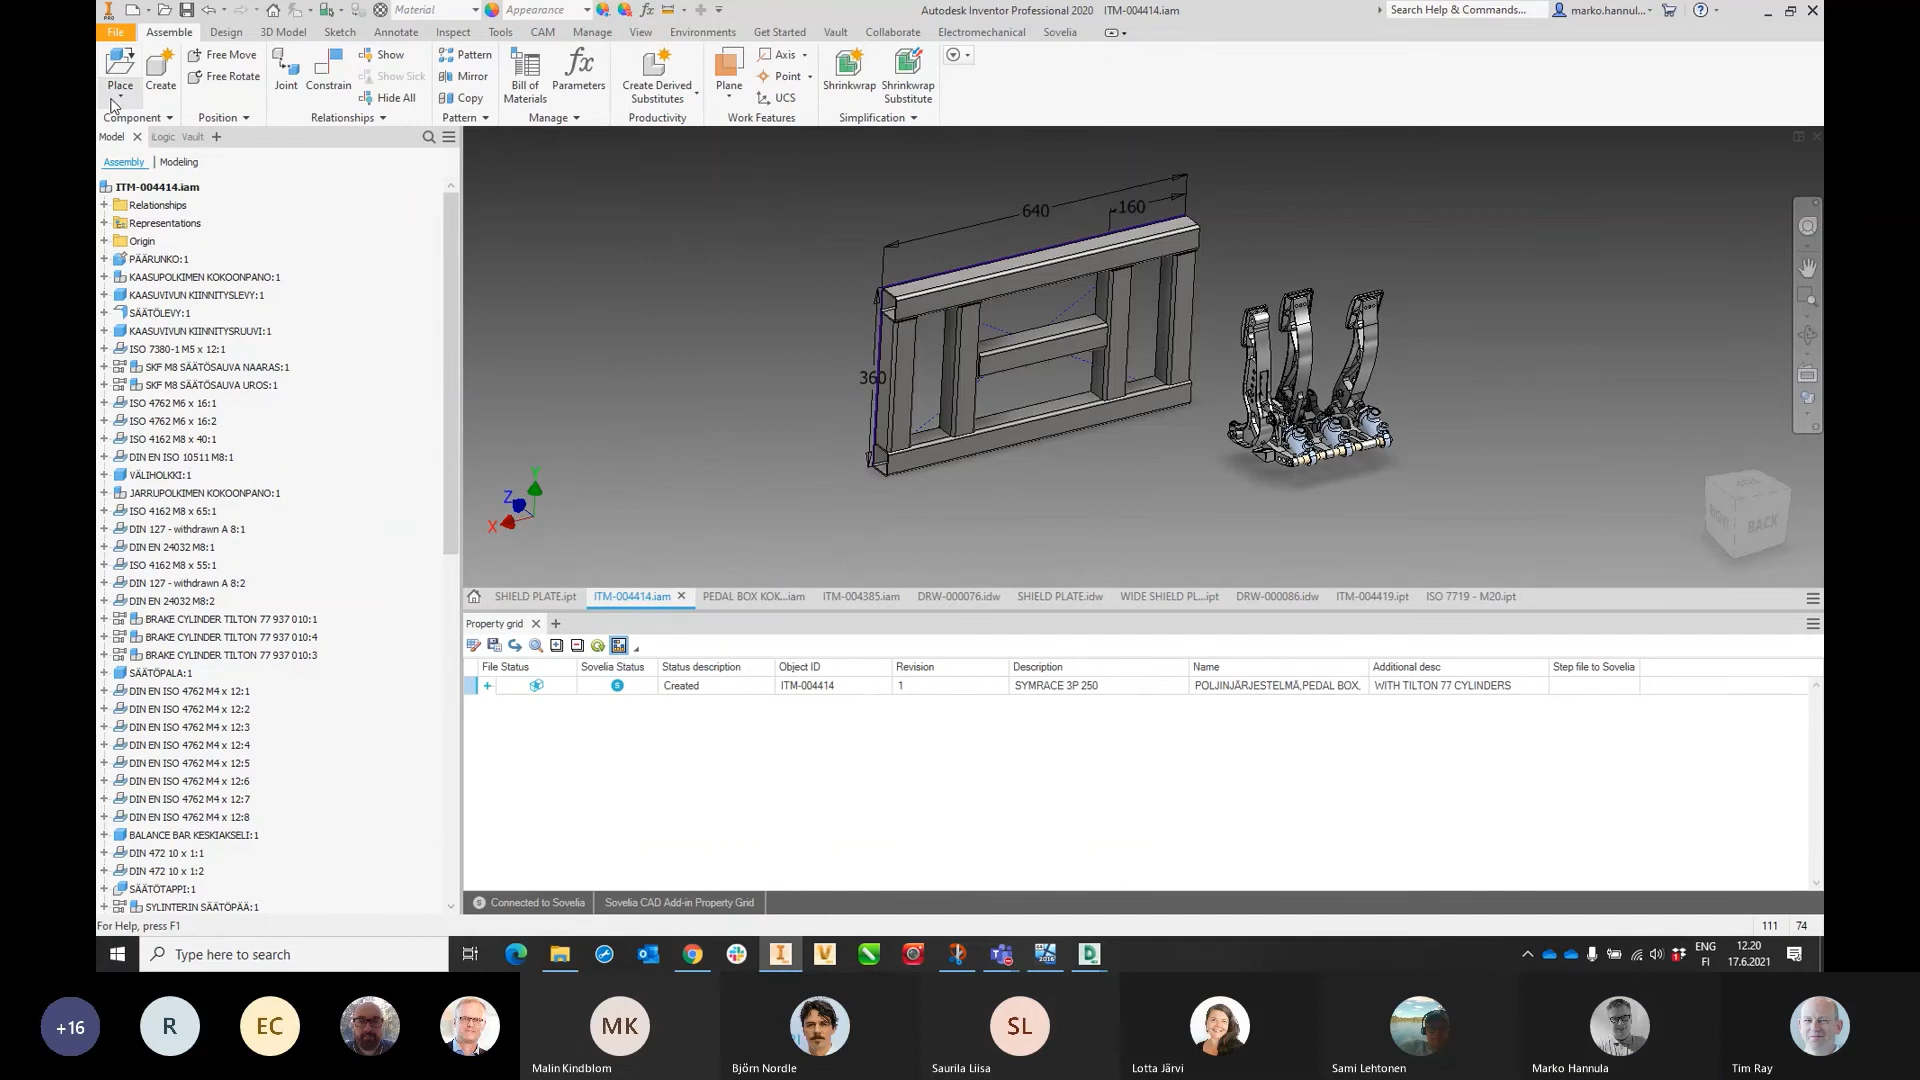 Material
Appearance
Autodesk Inventor Professional 2020 ITM-004414.iam
Search Help & Commands...
marko.hannul...
PRO
File Assemble Design 3D Model Sketch Annotate Inspect Tools CAM Manage View Environments Get Started Vault Collaborate Electromechanical Sovelia
Place
Create
Free Move
Free Rotate
Joint
Constrain
Show
Show Sick
Hide All
Pattern
Mirror
Copy
Bill of Materials
Parameters
Create Derived Substitutes
Plane
Axis
Point
UCS
Shrinkwrap
Shrinkwrap Substitute
Component Position Relationships Pattern Manage Productivity Work Features Simplification
Model iLogic Vault
Assembly Modeling
ITM-004414.iam
Relationships
Representations
Origin
PÄÄRUNKO:1
KAASUPOLKIMEN KOKOONPANO:1
KAASUVIVUN KIINNITYSLEVY:1
SÄÄTÖLEVY:1
KAASUVIVUN KIINNITYSRUUVI:1
ISO 7380-1 M5 x 12:1
SKF M8 SÄÄTÖSAUVA NAARAS:1
SKF M8 SÄÄTÖSAUVA UROS:1
ISO 4762 M6 x 16:1
ISO 4762 M6 x 16:2
ISO 4162 M8 x 40:1
DIN EN ISO 10511 M8:1
VÄLIHOLKKI:1
JARRUPOLKIMEN KOKOONPANO:1
ISO 4162 M8 x 65:1
DIN 127 - withdrawn A 8:1
DIN EN 24032 M8:1
ISO 4162 M8 x 55:1
DIN 127 - withdrawn A 8:2
DIN EN 24032 M8:2
BRAKE CYLINDER TILTON 77 937 010:1
BRAKE CYLINDER TILTON 77 937 010:4
BRAKE CYLINDER TILTON 77 937 010:3
SÄÄTÖPALA:1
DIN EN ISO 4762 M4 x 12:1
DIN EN ISO 4762 M4 x 12:2
DIN EN ISO 4762 M4 x 12:3
DIN EN ISO 4762 M4 x 12:4
DIN EN ISO 4762 M4 x 12:5
DIN EN ISO 4762 M4 x 12:6
DIN EN ISO 4762 M4 x 12:7
DIN EN ISO 4762 M4 x 12:8
BALANCE BAR KESKIAKSELI:1
DIN 472 10 x 1:1
DIN 472 10 x 1:2
SÄÄTÖTAPPI:1
SYLINTERIN SÄÄTÖPÄÄ:1
640
160
360
Y
Z
X
RIGHT
BACK
SHIELD PLATE.ipt ITM-004414.iam PEDAL BOX KOK...iam ITM-004385.iam DRW-000076.idw SHIELD PLATE.idw WIDE SHIELD PL...ipt DRW-000086.idw ITM-004419.ipt ISO 7719 - M20.ipt
Property grid
File Status Sovelia Status Status description Object ID Revision Description Name Additional desc Step file to Sovelia
Created ITM-004414 1 SYMRACE 3P 250 POLJINJÄRJESTELMÄ,PEDAL BOX, WITH TILTON 77 CYLINDERS
Connected to Sovelia Sovelia CAD Add-in Property Grid
For Help, press F1
111 74
Type here to search
ENG
FI
12.20
17.6.2021
+16
R
EC
MK
SL
Malin Kindblom
Björn Nordle
Saurila Liisa
Lotta Järvi
Sami Lehtonen
Marko Hannula
Tim Ray